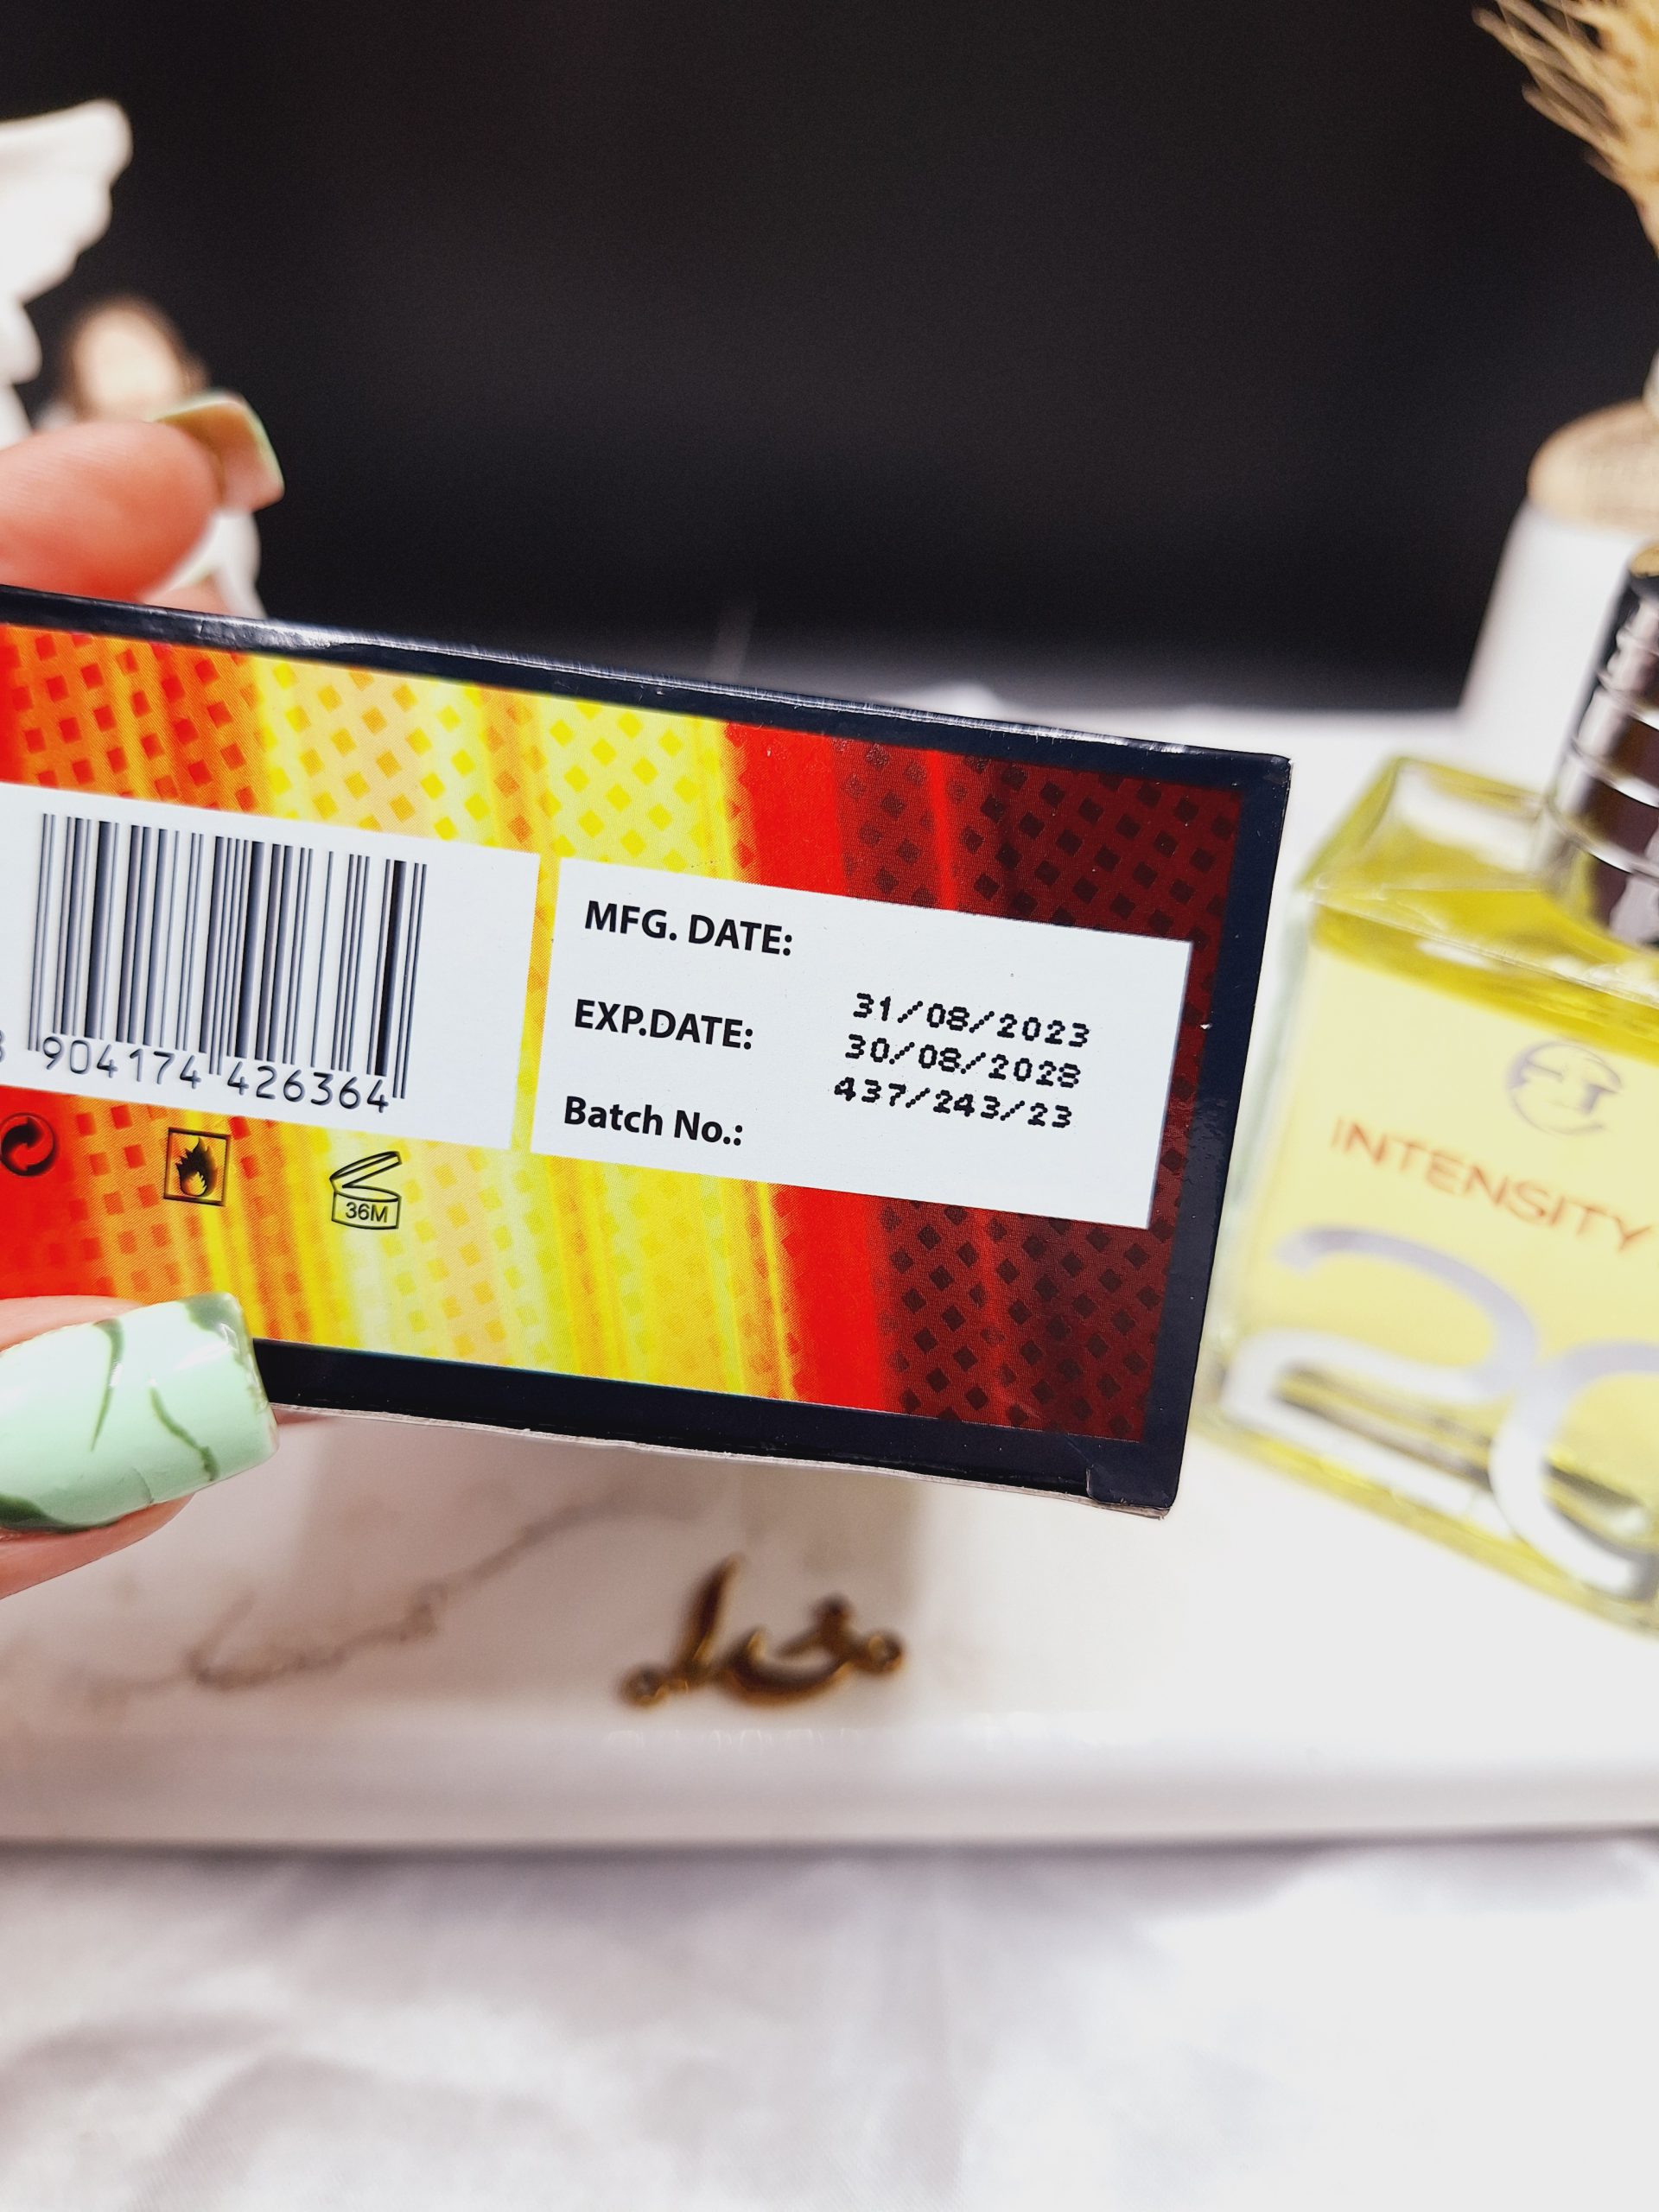 MFG. DATE:
31/08/2023
EXP.DATE:
30/08/2028
437/243/23
Batch No.:
904174 426364
36M
INTENSITY